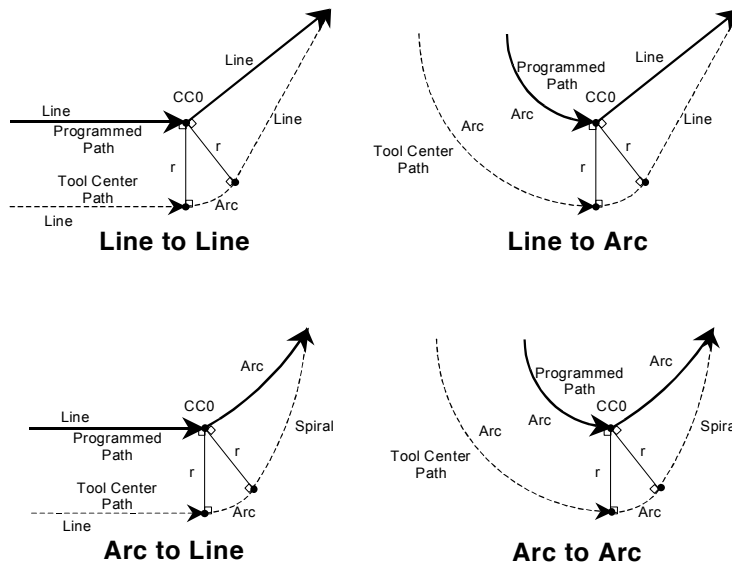 Line
CC0
Line
Programmed
Path
r
r
Line
Tool Center
Path
Arc
Line
Line to Line
Programmed
Path
Line
CC0
Arc
Arc
Line
r
r
Tool Center
Path
Line to Arc
Arc
CC0
Line
Programmed
Path
r
r
Spiral
Tool Center
Path
Arc
Line
Arc to Line
Programmed
Path
Arc
CC0
Arc
Arc
Spiral
r
r
Tool Center
Path
Arc
Arc to Arc